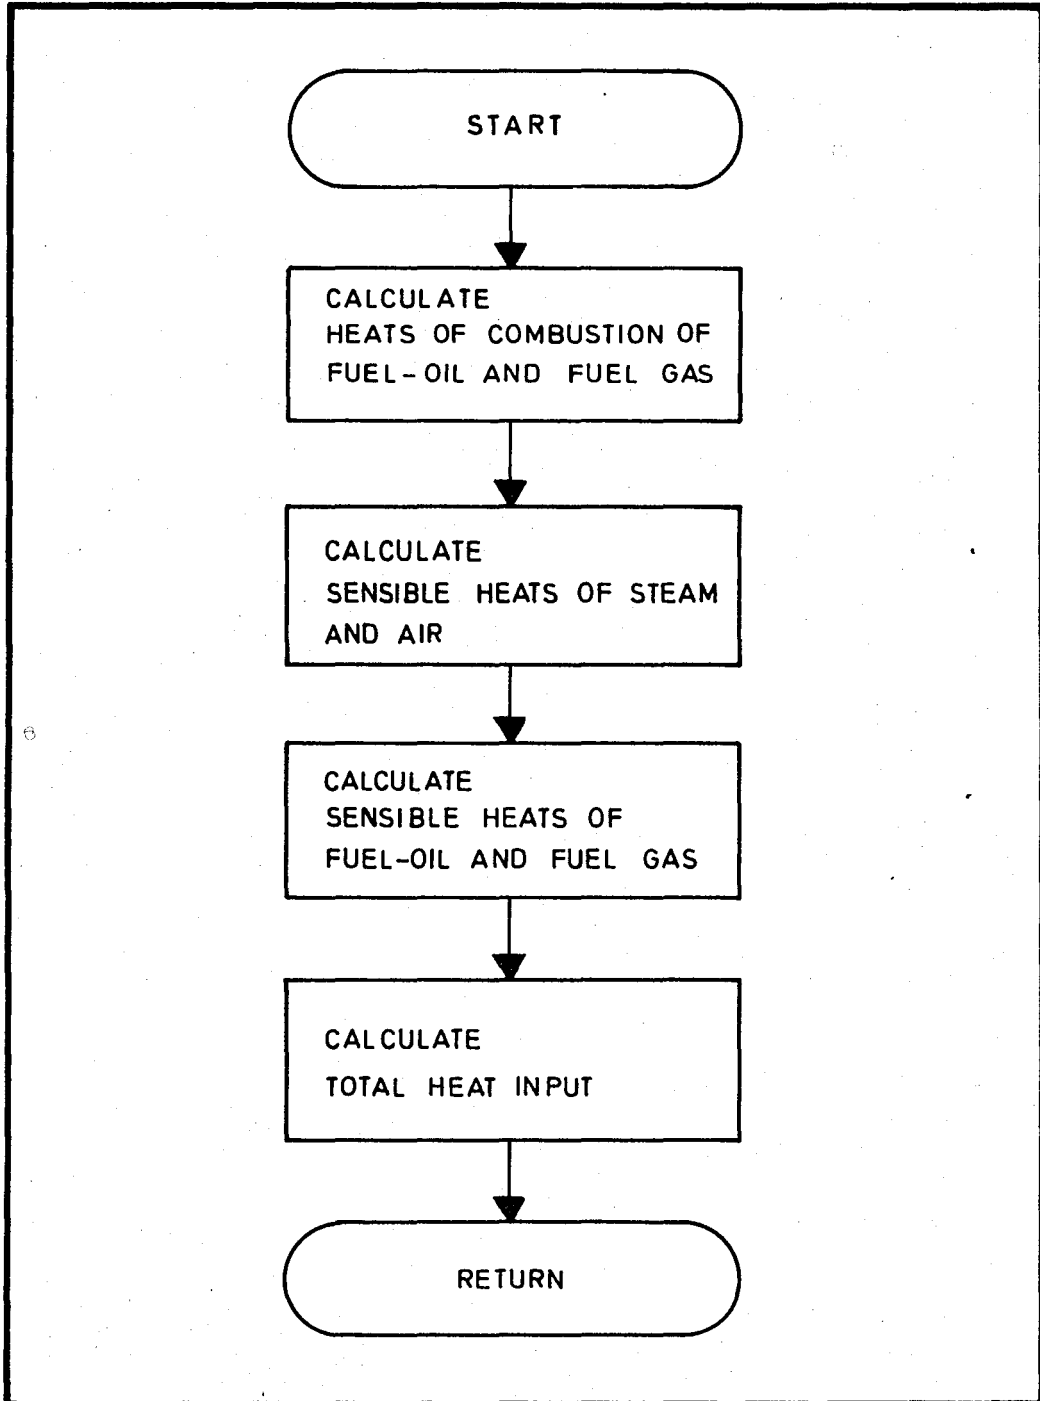 START
CALCULATE
HEATS OF COMBUSTION OF
FUEL-OIL AND FUEL GAS
CALCULATE
SENSIBLE HEATS OF STEAM
AND AIR
CALCULATE
SENSIBLE HEATS OF
FUEL-OIL AND FUEL GAS
CALCULATE
TOTAL HEAT INPUT
RETURN